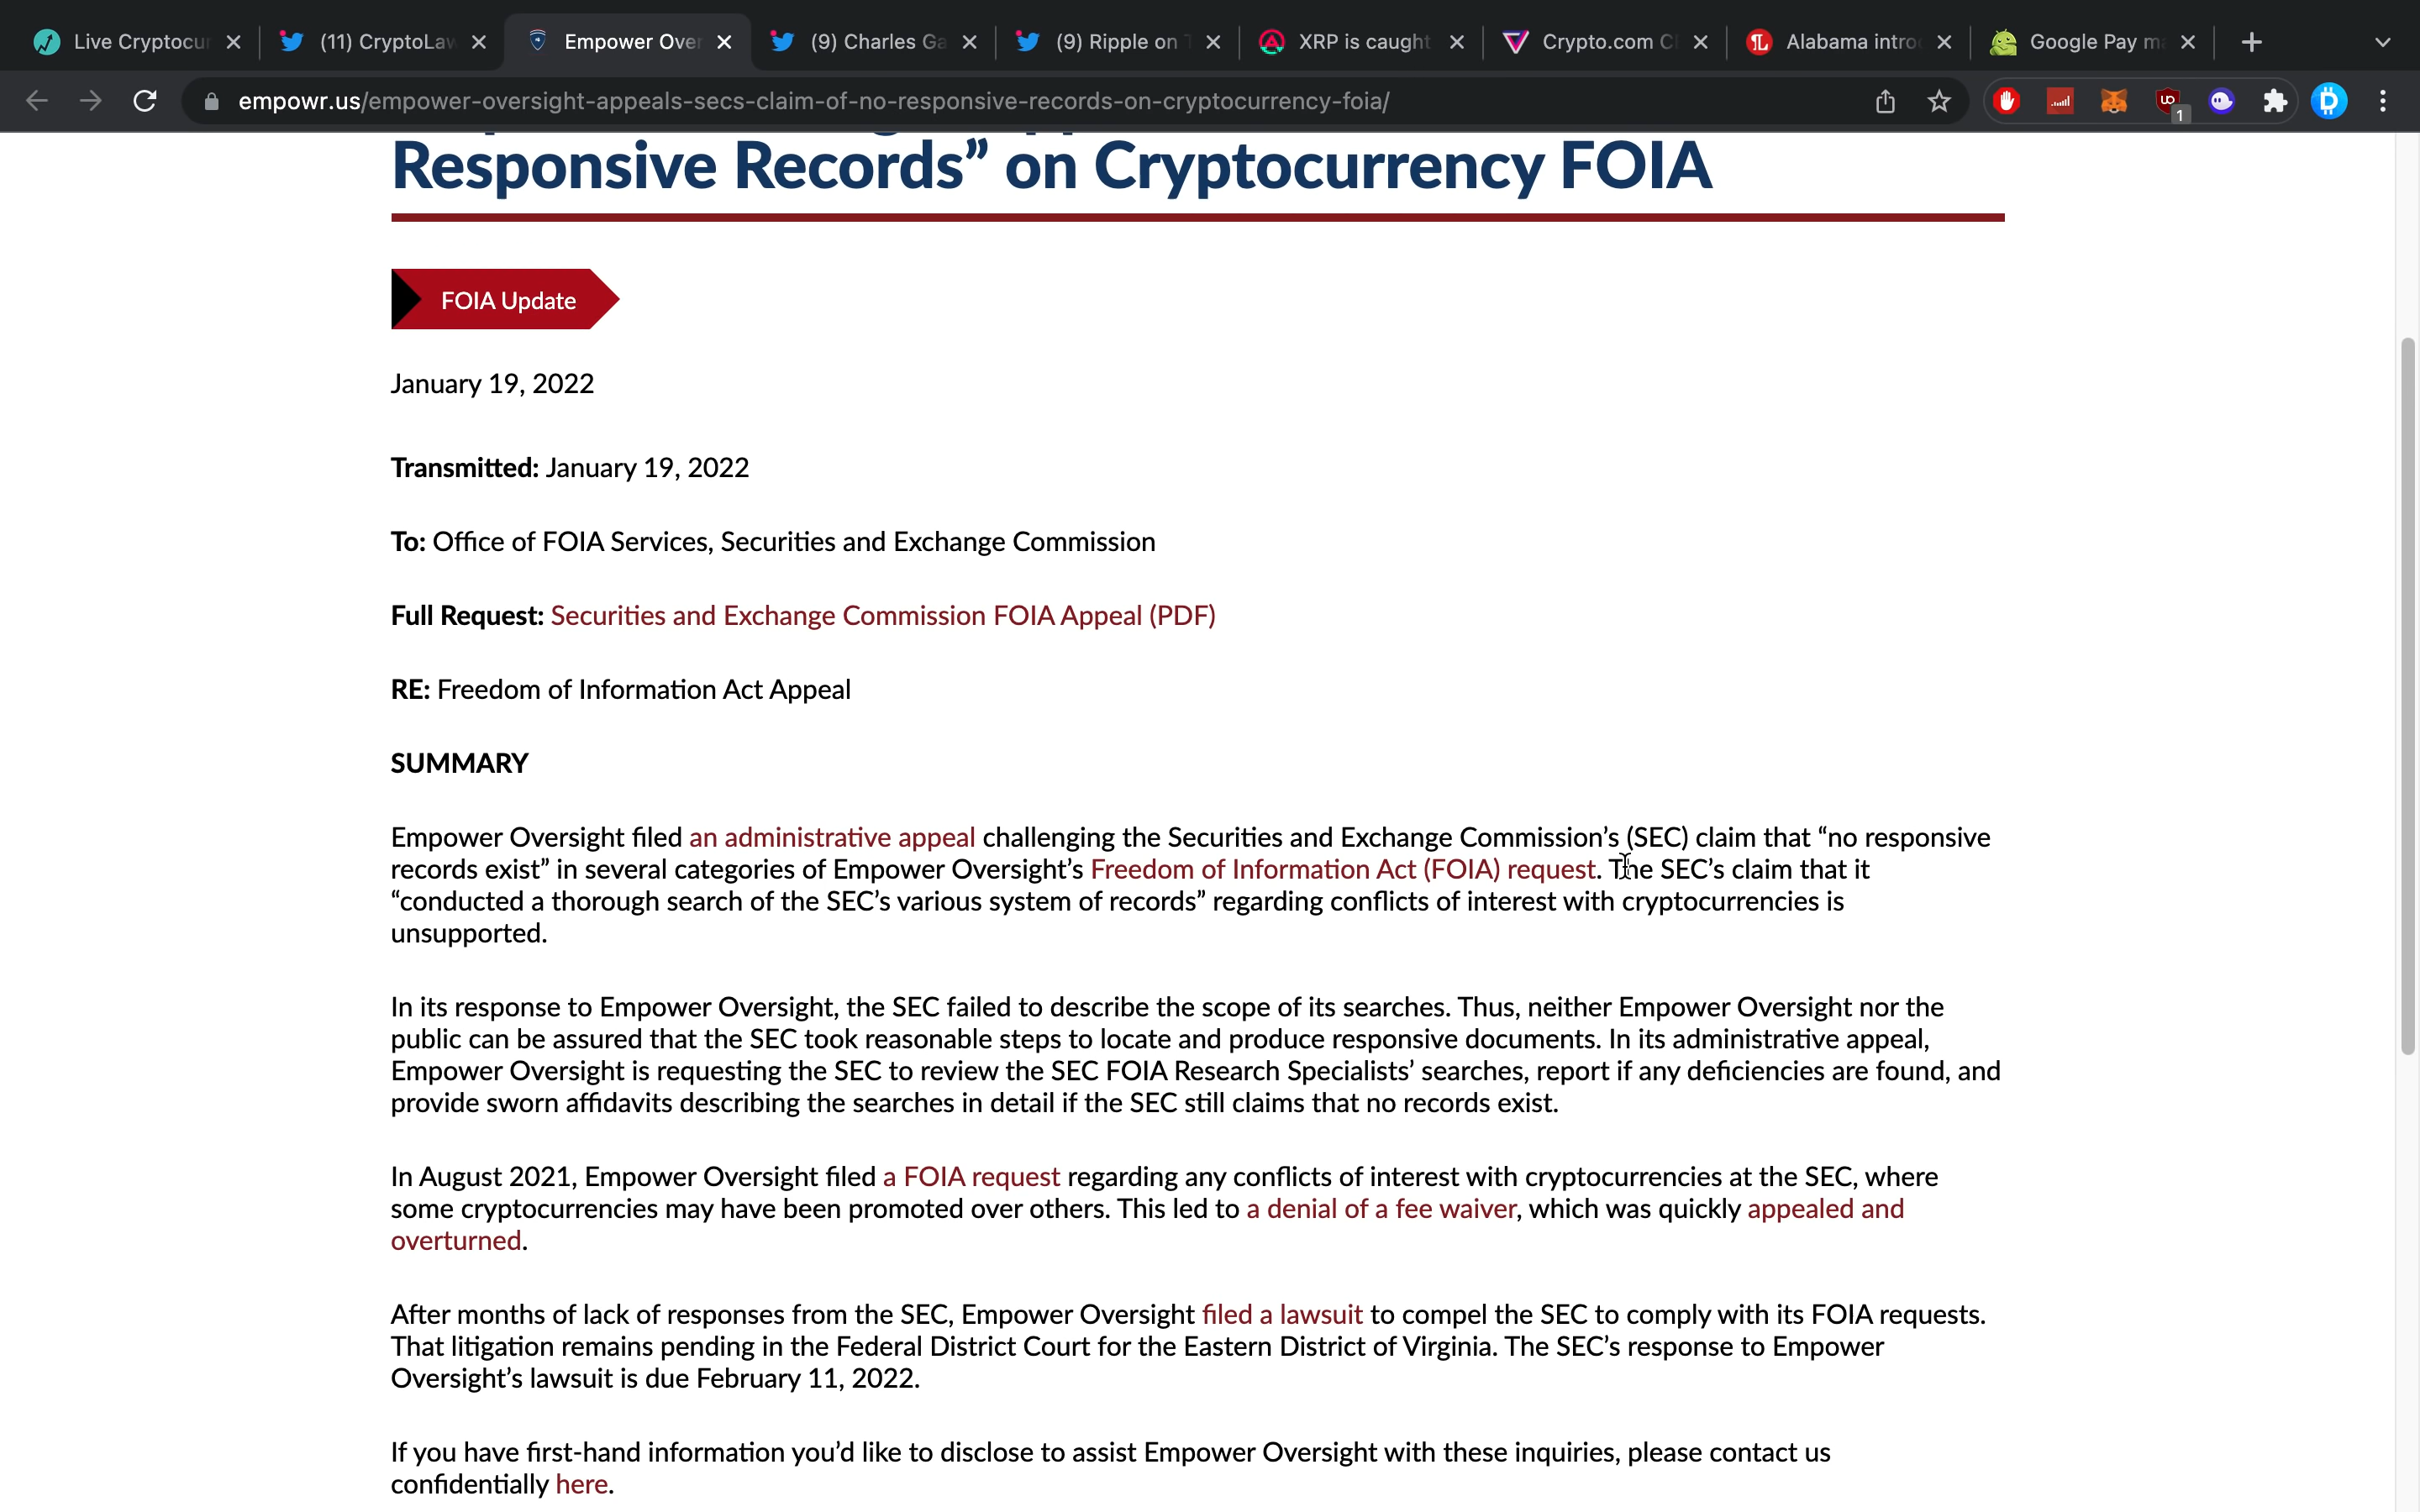 Live Cryptocur
(11) CryptoLaw
Empower Over
(9) Charles Ga
(9) Ripple on T
XRP is caught
Crypto.com C
Alabama intro
Google Pay m
empowr.us/empower-oversight-appeals-secs-claim-of-no-responsive-records-on-cryptocurrency-foia/
1
Responsive Records” on Cryptocurrency FOIA
FOIA Update
January 19, 2022
Transmitted: January 19, 2022
To: Office of FOIA Services, Securities and Exchange Commission
Full Request: Securities and Exchange Commission FOIA Appeal (PDF)
RE: Freedom of Information Act Appeal
SUMMARY
Empower Oversight filed an administrative appeal challenging the Securities and Exchange Commission’s (SEC) claim that “no responsive
records exist” in several categories of Empower Oversight’s Freedom of Information Act (FOIA) request. The SEC’s claim that it
“conducted a thorough search of the SEC’s various system of records” regarding conflicts of interest with cryptocurrencies is
unsupported.
In its response to Empower Oversight, the SEC failed to describe the scope of its searches. Thus, neither Empower Oversight nor the
public can be assured that the SEC took reasonable steps to locate and produce responsive documents. In its administrative appeal,
Empower Oversight is requesting the SEC to review the SEC FOIA Research Specialists’ searches, report if any deficiencies are found, and
provide sworn affidavits describing the searches in detail if the SEC still claims that no records exist.
In August 2021, Empower Oversight filed a FOIA request regarding any conflicts of interest with cryptocurrencies at the SEC, where
some cryptocurrencies may have been promoted over others. This led to a denial of a fee waiver, which was quickly appealed and
overturned.
After months of lack of responses from the SEC, Empower Oversight filed a lawsuit to compel the SEC to comply with its FOIA requests.
That litigation remains pending in the Federal District Court for the Eastern District of Virginia. The SEC’s response to Empower
Oversight’s lawsuit is due February 11, 2022.
If you have first-hand information you’d like to disclose to assist Empower Oversight with these inquiries, please contact us
confidentially here.